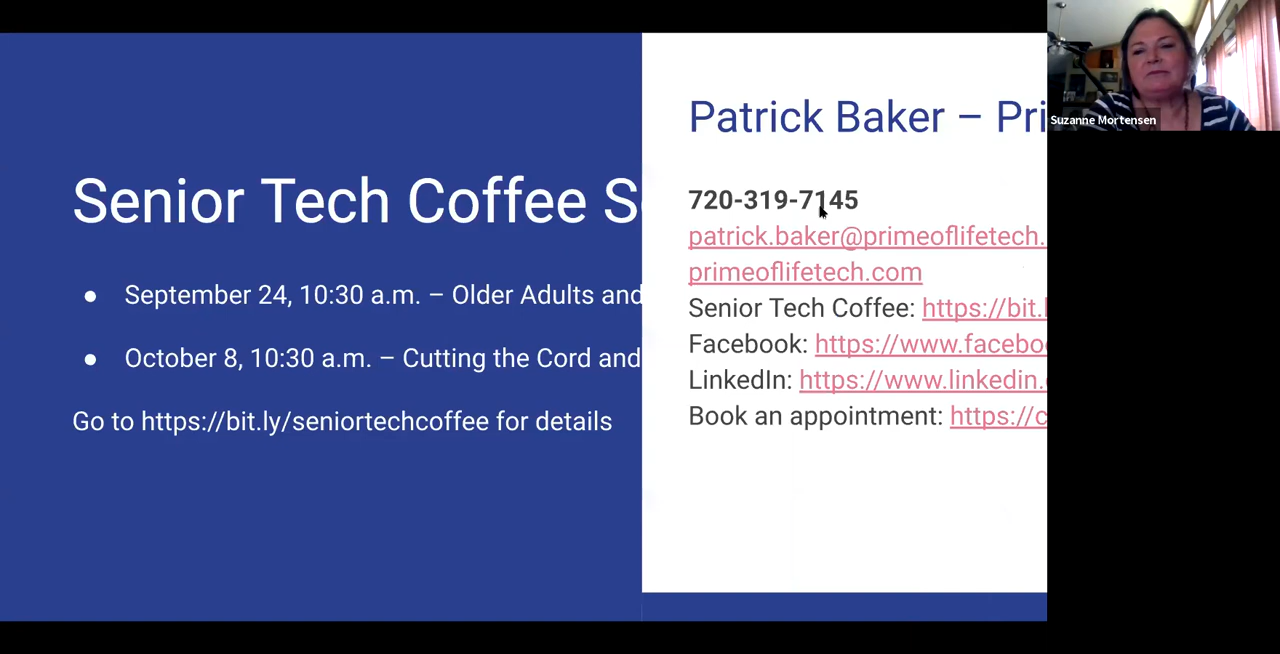 Senior Tech Coffee
September 24, 10:30 a.m. – Older Adults and
October 8, 10:30 a.m. – Cutting the Cord and
Go to https://bit.ly/seniortechcoffee for details
Patrick Baker – Pri
720-319-7145
patrick.baker@primeoflifetech.
primeoflifetech.com
Senior Tech Coffee: https://bit.
Facebook: https://www.facebo
LinkedIn: https://www.linkedin.
Book an appointment: https://c
Suzanne Mortensen